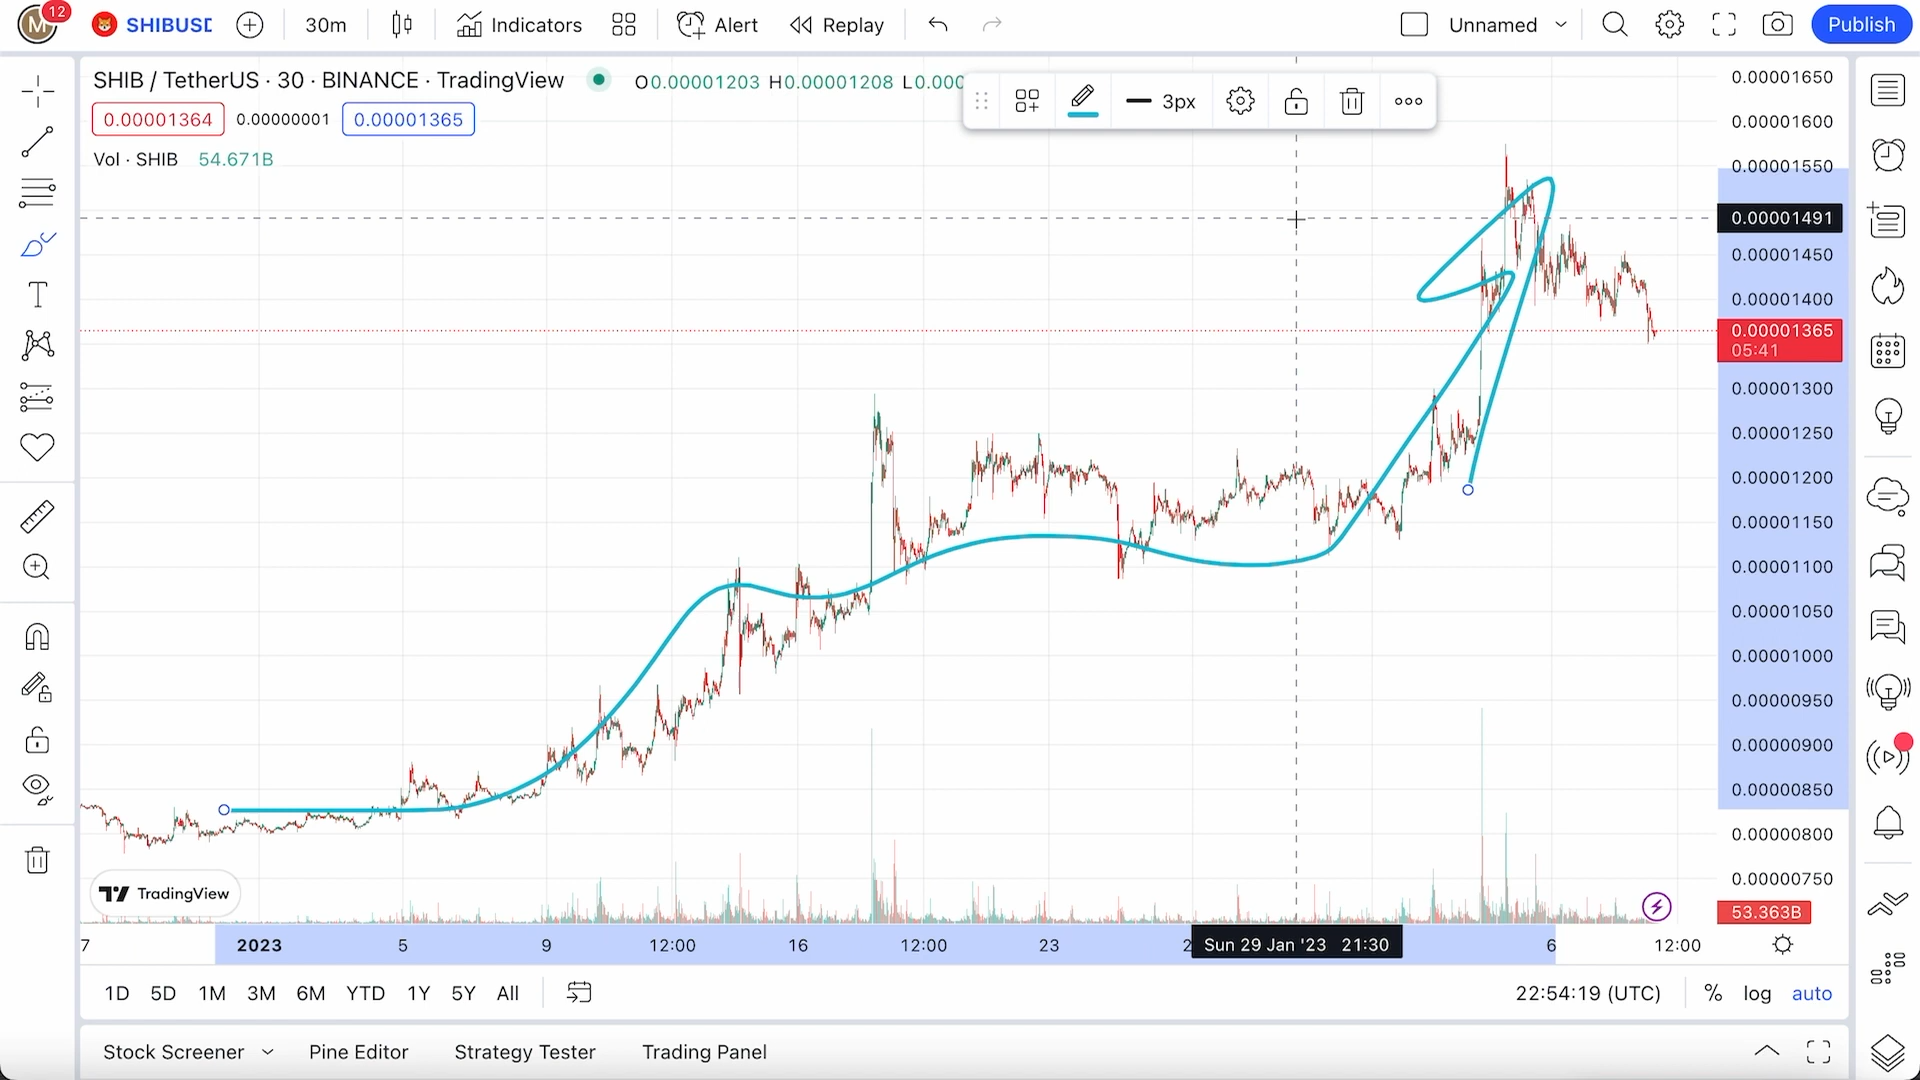 M 12 SHIBUSD 30m Indicators Alert Replay Unnamed Publish
SHIB / TetherUS · 30 · BINANCE · TradingView O0.00001203 H0.00001208 L0.000
3px
0.00001364 0.00000001 0.00001365
Vol · SHIB 54.671B
T
0.00001650
0.00001600
0.00001550
0.00001491
0.00001450
0.00001400
0.00001365
05:41
0.00001300
0.00001250
0.00001200
0.00001150
0.00001100
0.00001050
0.00001000
0.00000950
0.00000900
0.00000850
0.00000800
0.00000750
53.363B
TradingView
7 2023 5 9 12:00 16 12:00 23 2 Sun 29 Jan '23 21:30 6 12:00
1D 5D 1M 3M 6M YTD 1Y 5Y All 22:54:19 (UTC) % log auto
Stock Screener Pine Editor Strategy Tester Trading Panel